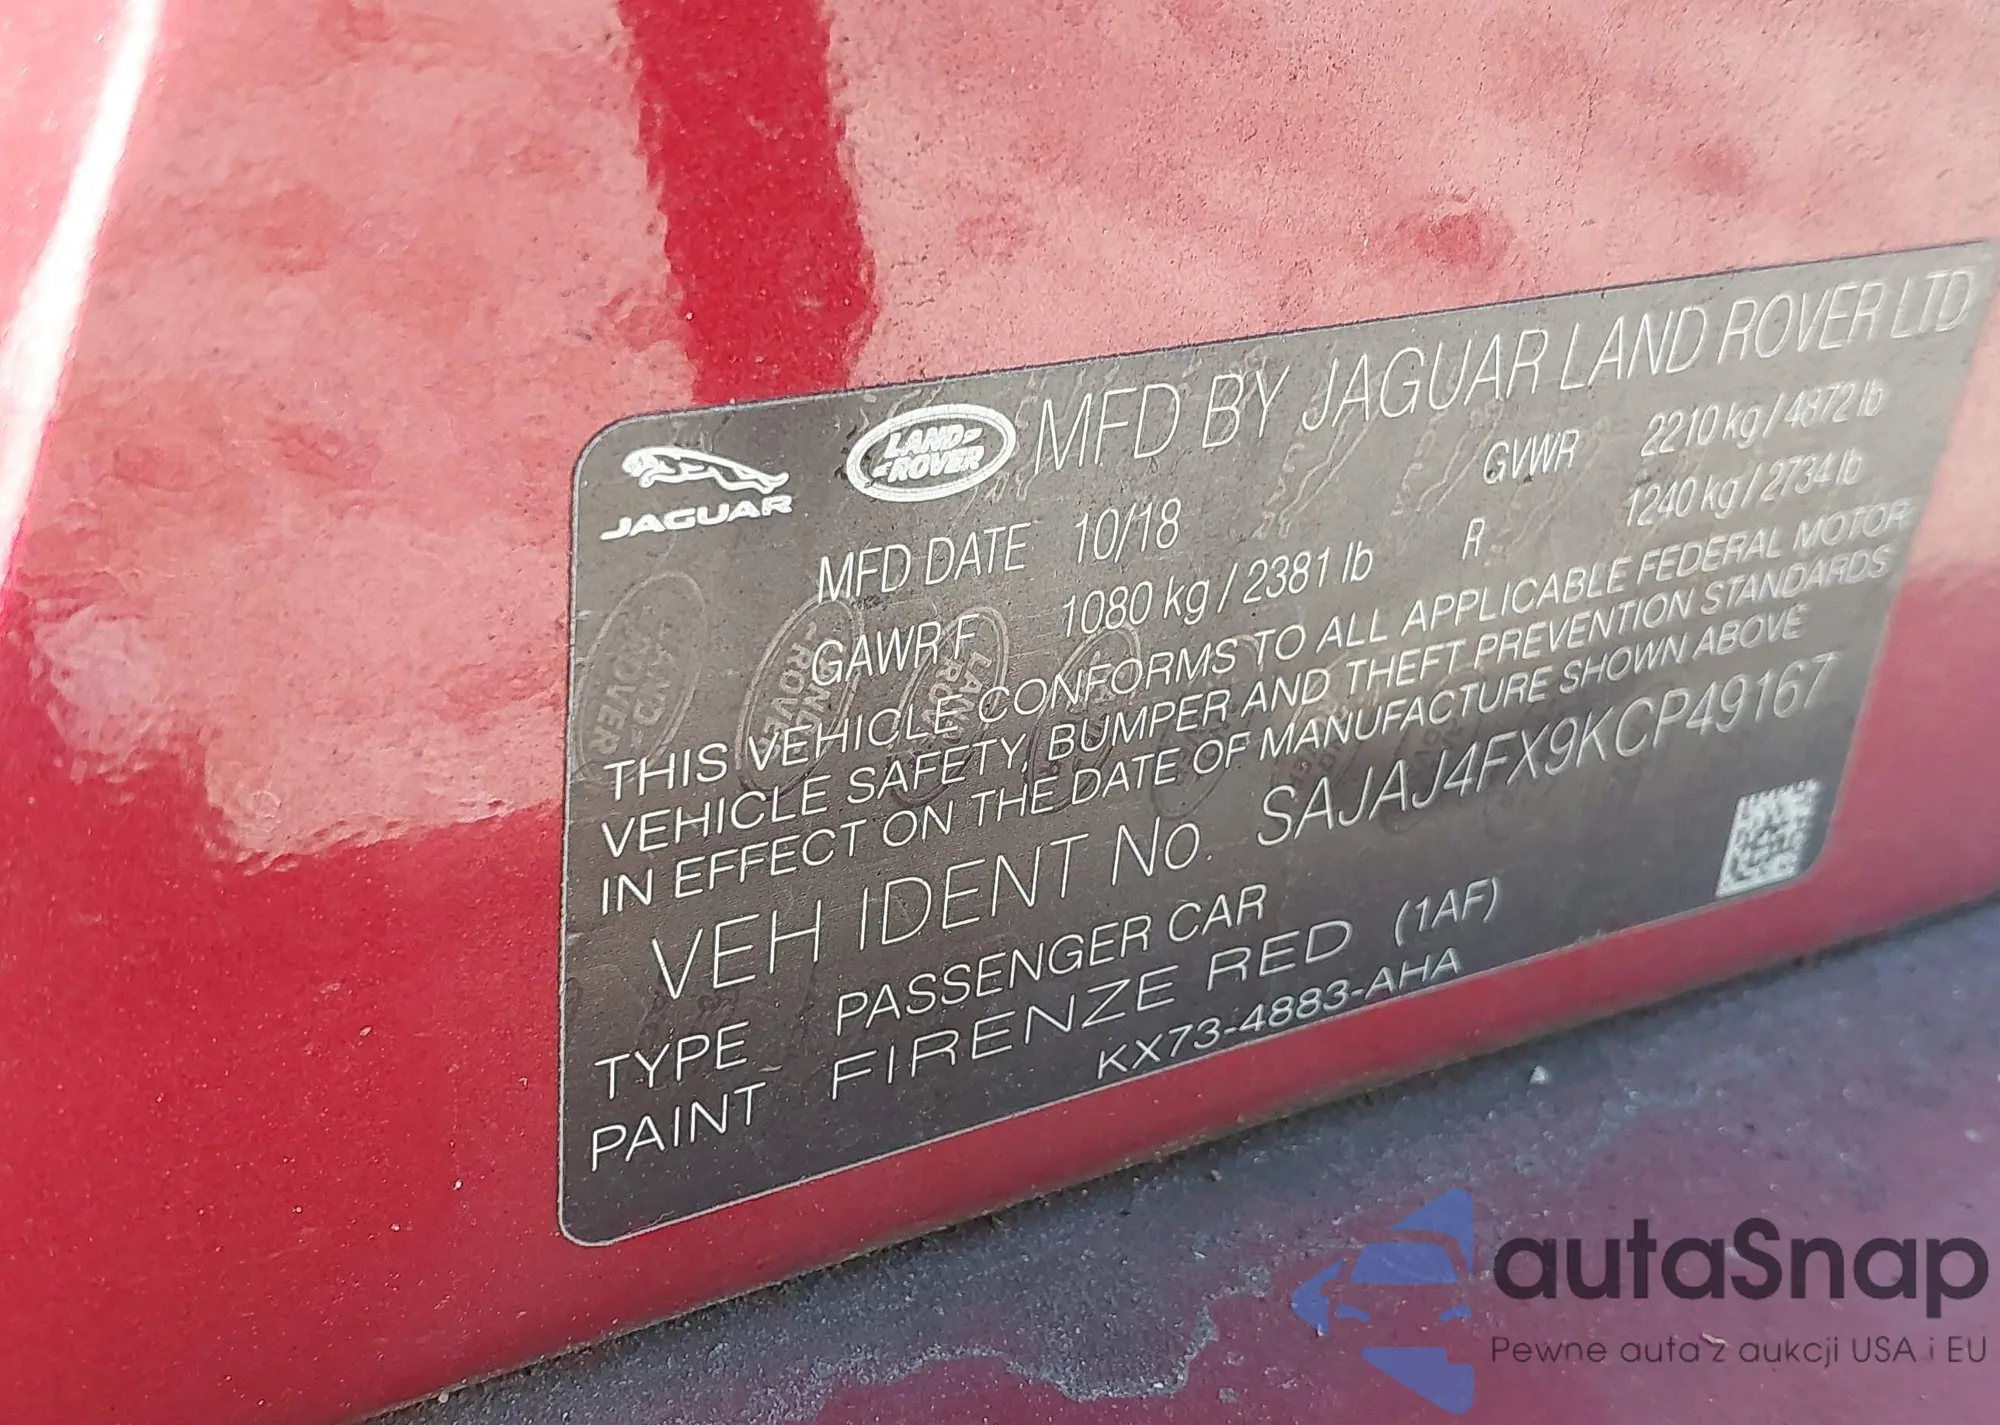 JAGUAR
LAND-
-ROVER
MFD BY JAGUAR LAND ROVER LTD
MFD DATE 10/18 GVWR 2210 kg / 4872 lb
GAWR F 1080 kg / 2381 lb R 1240 kg / 2734 lb
THIS VEHICLE CONFORMS TO ALL APPLICABLE FEDERAL MOTOR
VEHICLE SAFETY, BUMPER AND THEFT PREVENTION STANDARDS
IN EFFECT ON THE DATE OF MANUFACTURE SHOWN ABOVE
VEH IDENT No. SAJAJ4FX9KCP49167
TYPE PASSENGER CAR
PAINT FIRENZE RED (1AF)
KX73-4883-AHA
autaSnap
Pewne auta z aukcji USA i EU